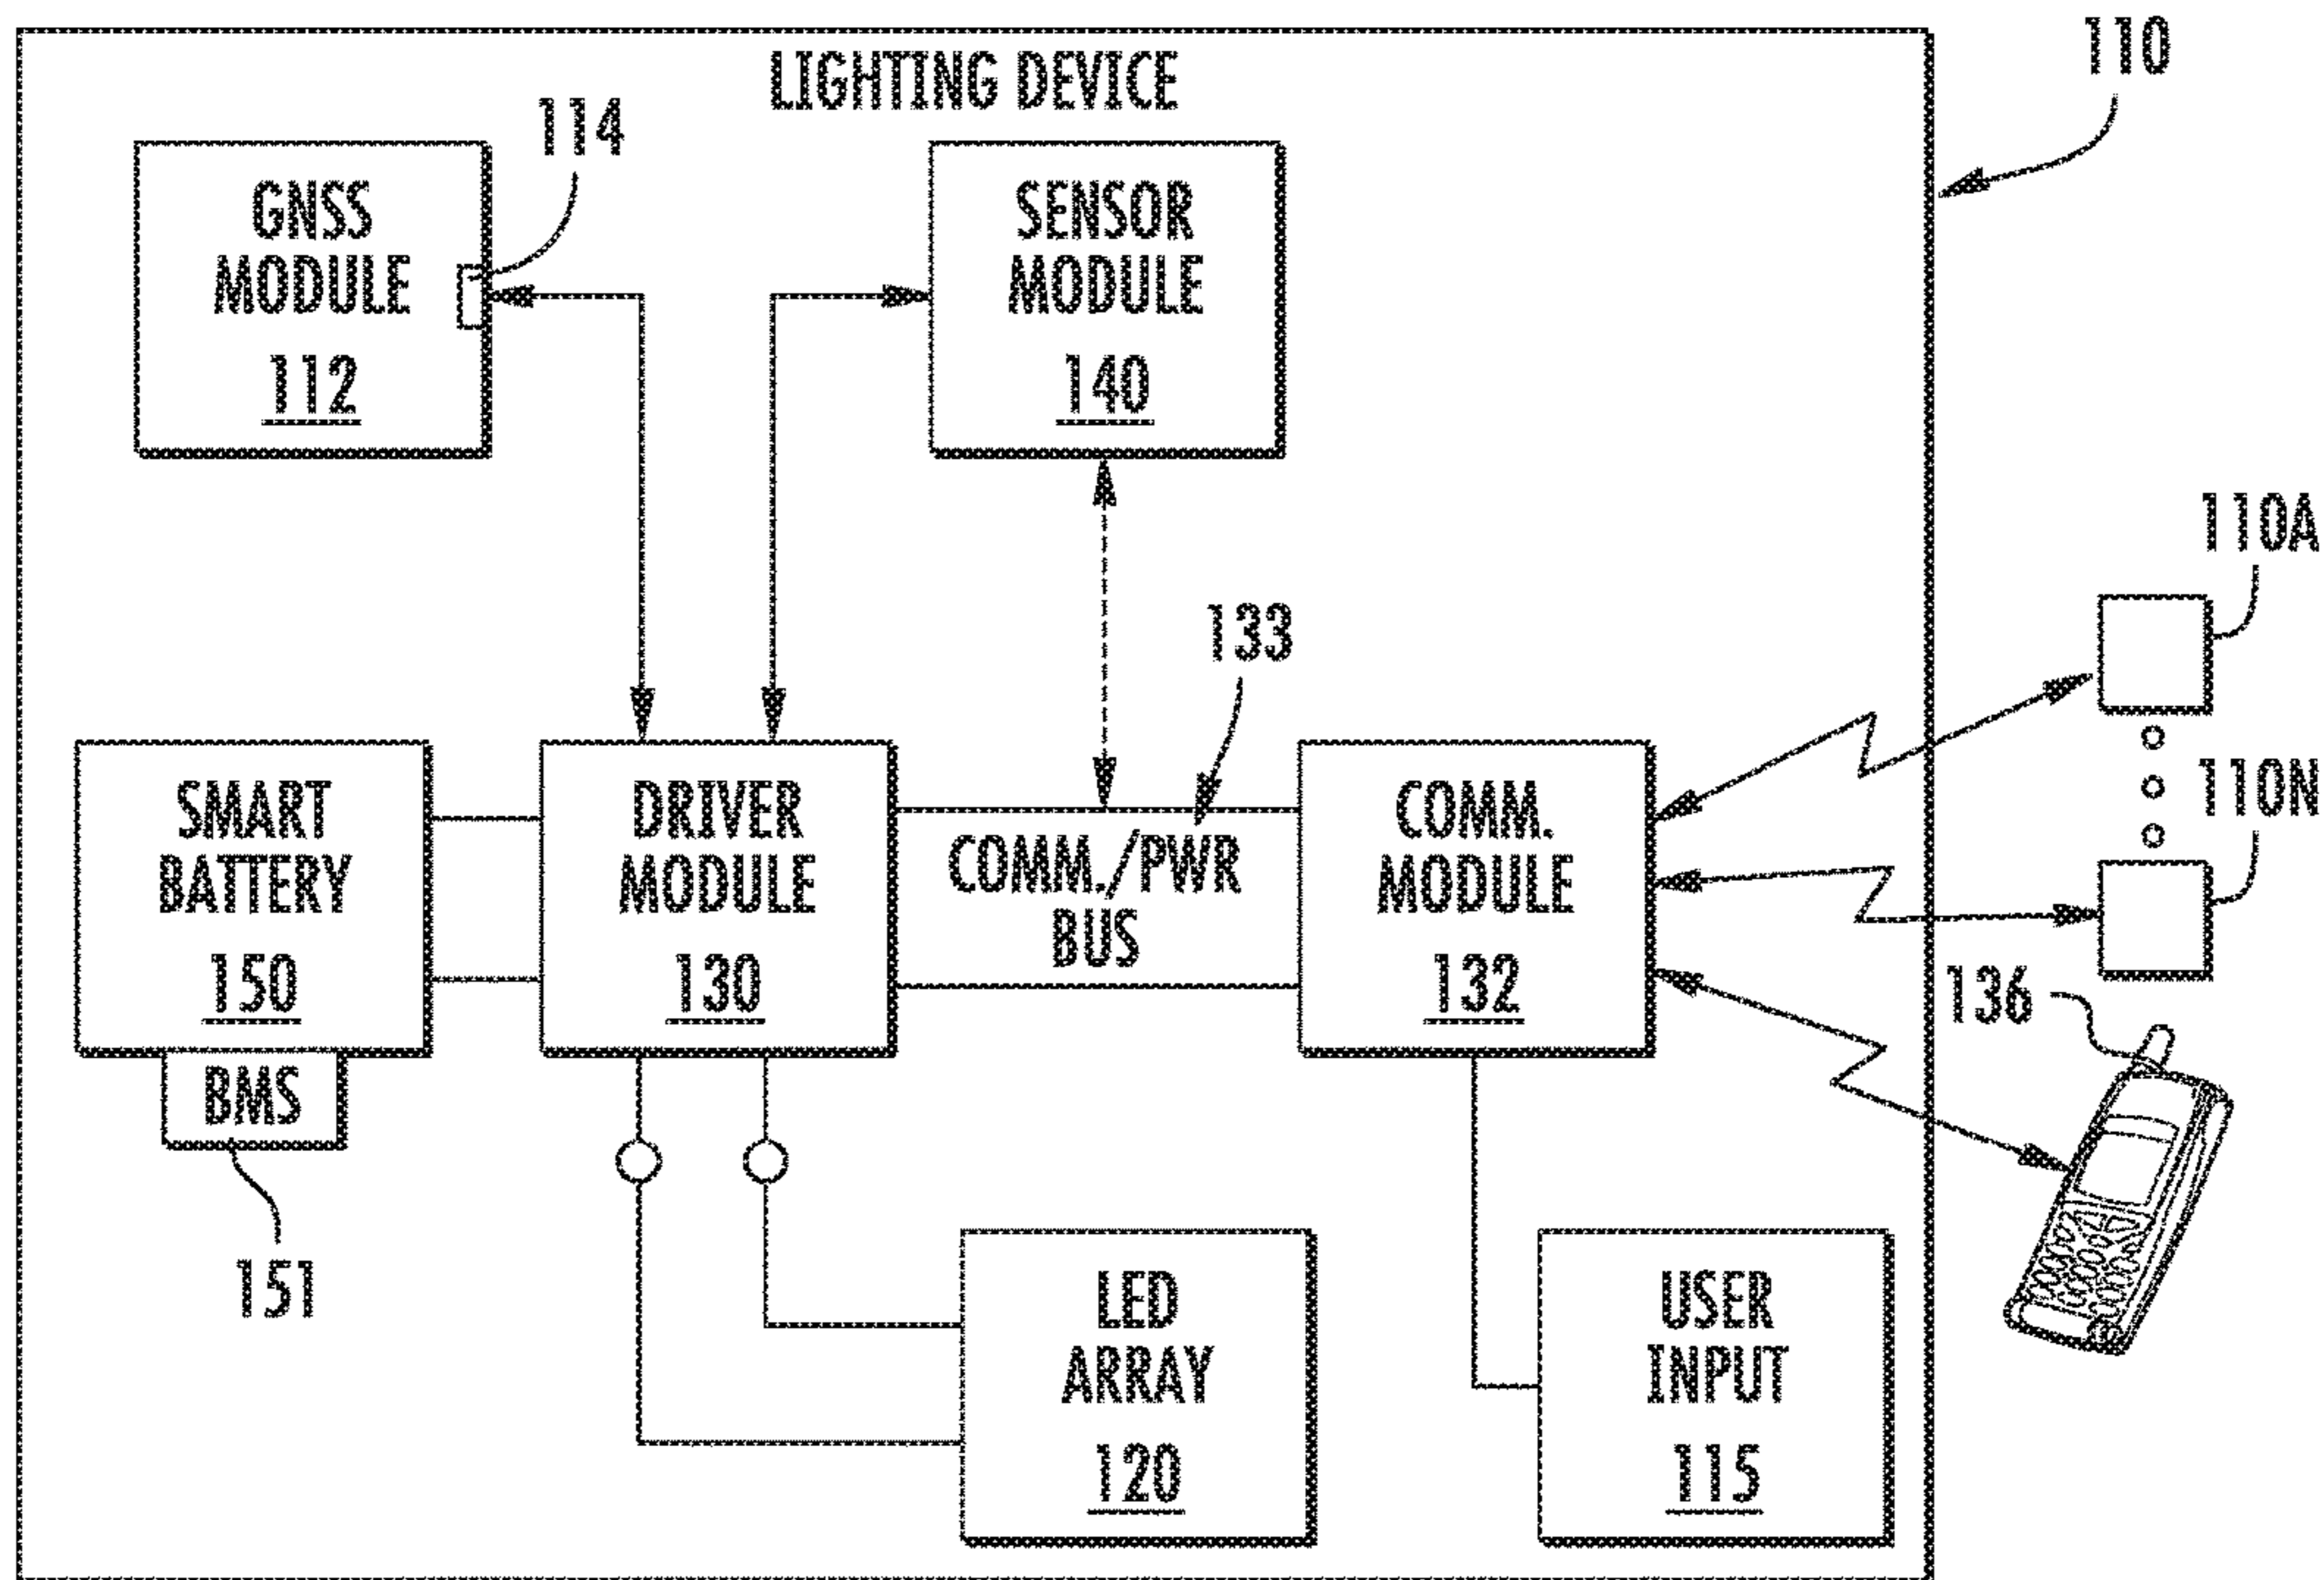 LIGHTING DEVICE
110
114
GNSS
MODULE
112
SENSOR
MODULE
140
110A
133
SMART
BATTERY
150
DRIVER
MODULE
130
COMM./PWR
BUS
COMM.
MODULE
132
110N
136
BMS
151
LED
ARRAY
120
USER
INPUT
115